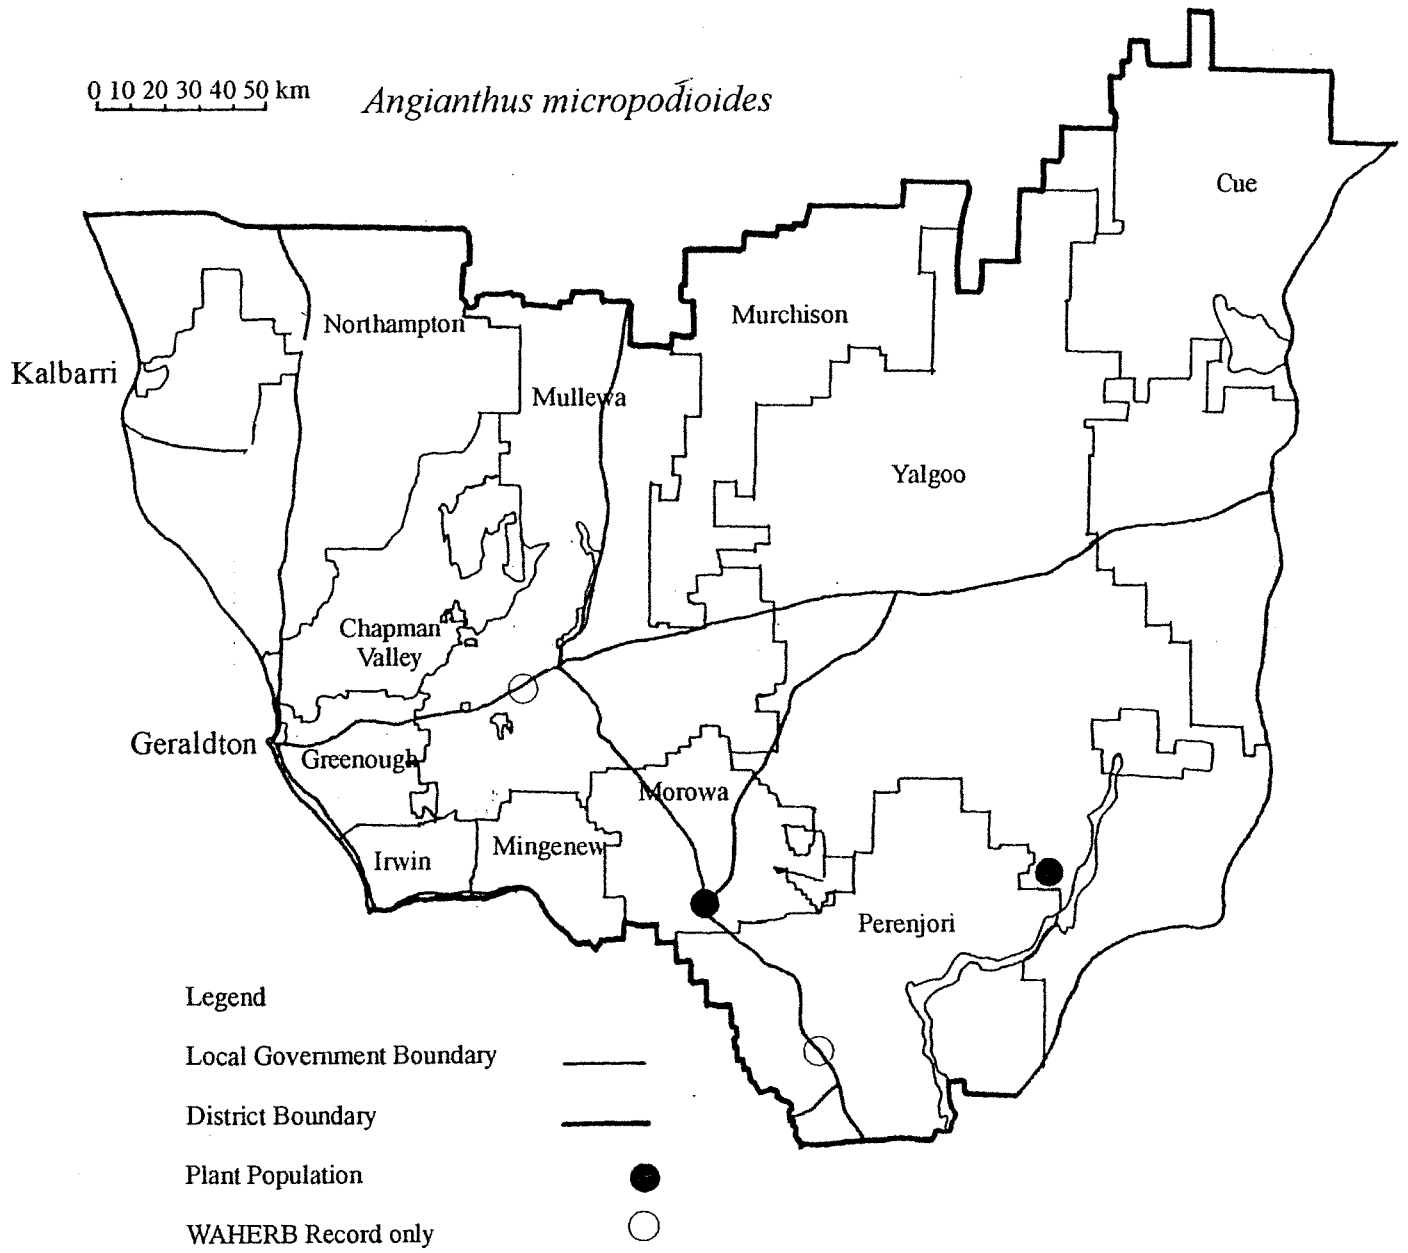 0 10 20 30 40 50 km
Angianthus micropodioides
Cue
Northampton
Murchison
Kalbarri
Mullewa
Yalgoo
Chapman
Valley
Geraldton
Greenough
Morowa
Irwin
Mingenew
Perenjori
Legend
Local Government Boundary
District Boundary
Plant Population
WAHERB Record only